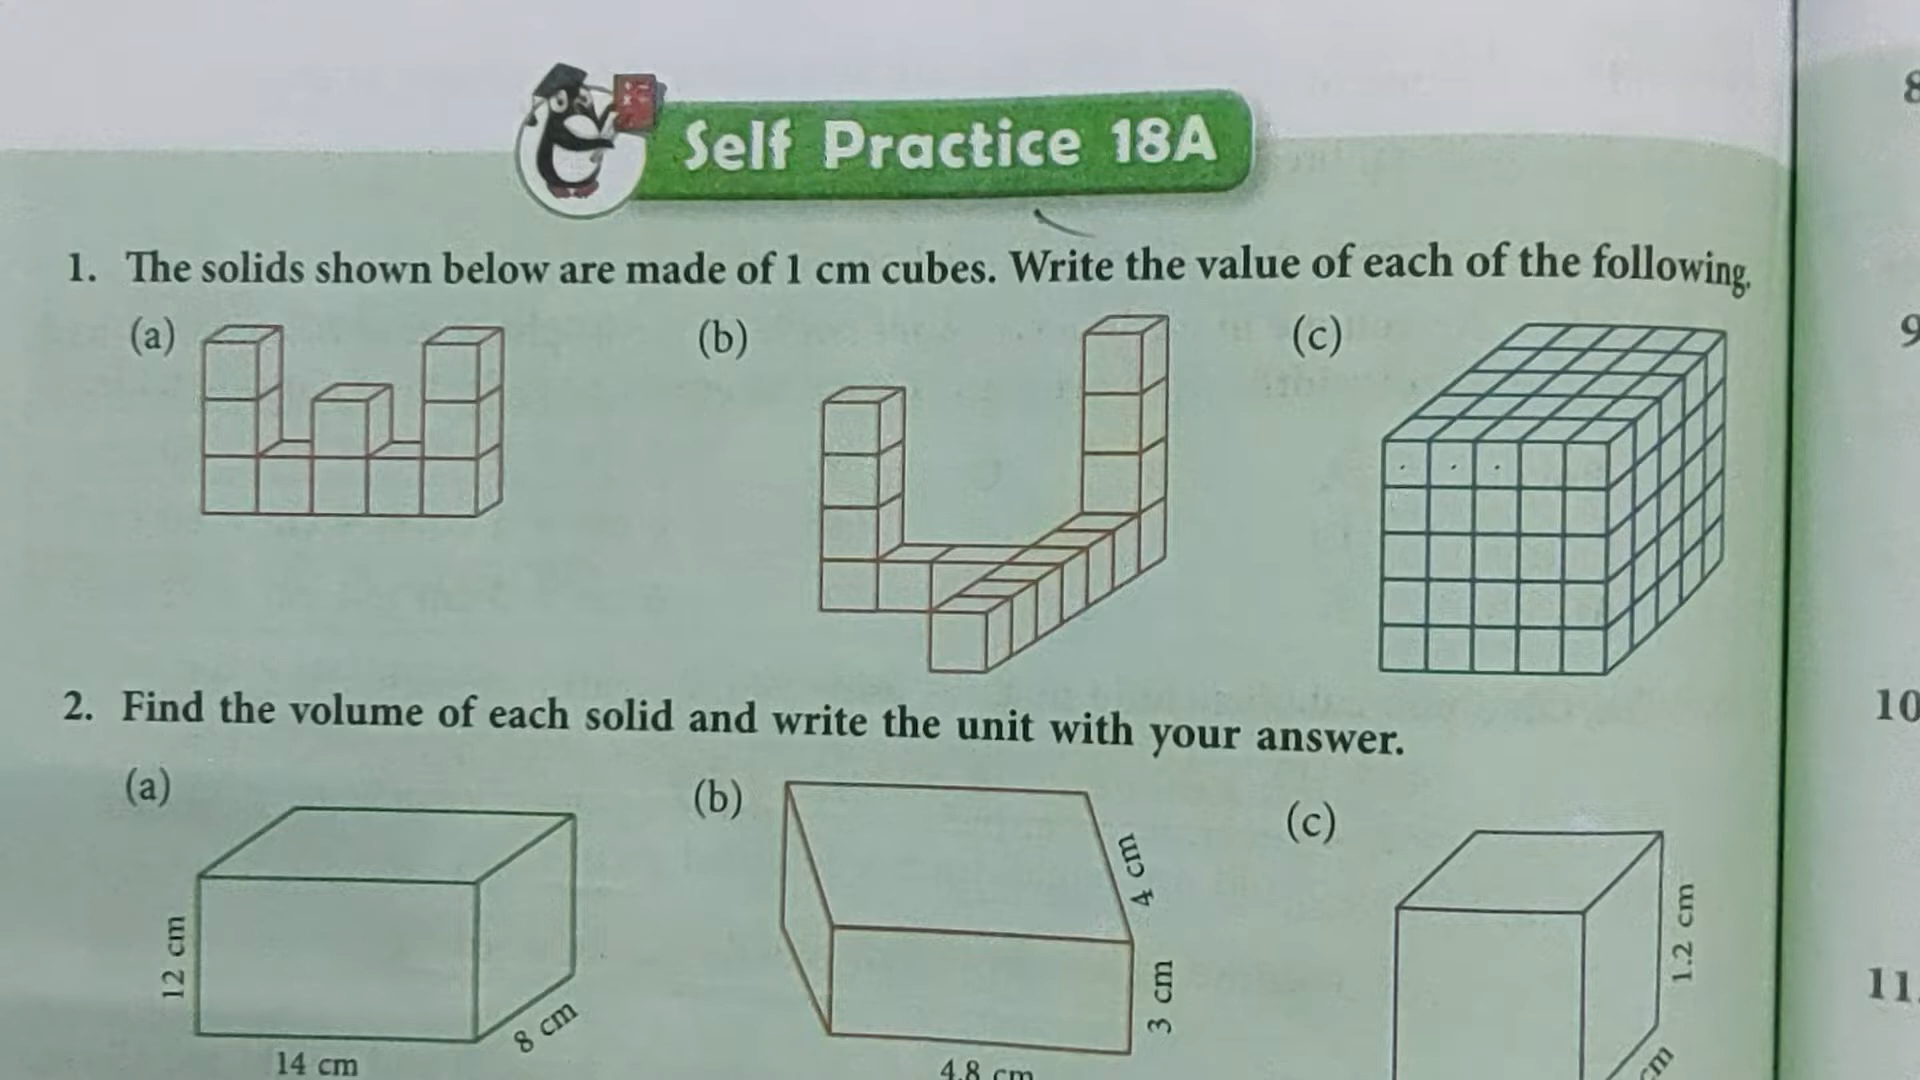 Self Practice 18A
8
1. The solids shown below are made of 1 cm cubes. Write the value of each of the following.
(a) (b) (c)
9
2. Find the volume of each solid and write the unit with your answer.
10
(a) (b) (c)
12 cm
14 cm
8 cm
4 cm
3 cm
4.8 cm
1.2 cm
cm
11.